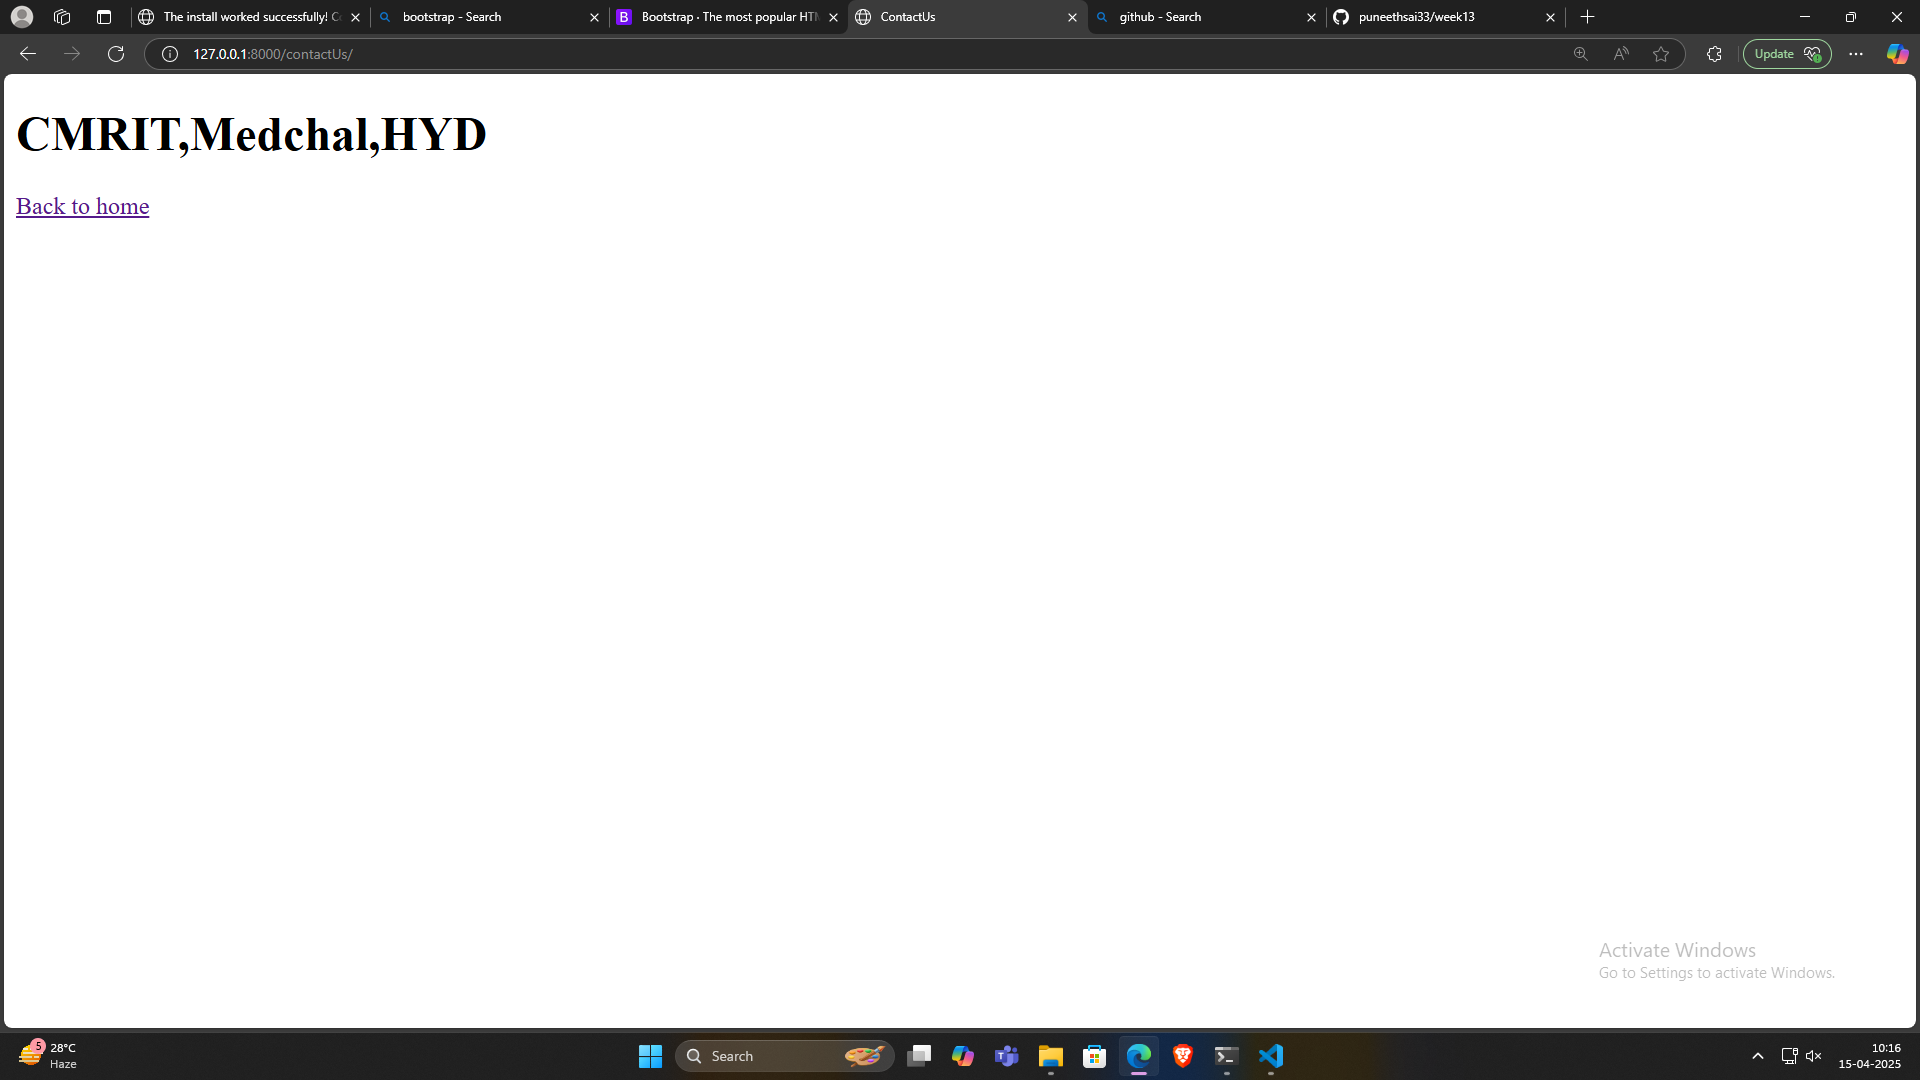 The install worked successfully! C
bootstrap - Search
Bootstrap · The most popular HTM
ContactUs
github - Search
puneethsai33/week13
127.0.0.1:8000/contactUs/
Update
CMRIT,Medchal,HYD
Back to home
Activate Windows
Go to Settings to activate Windows.
5
28°C
Haze
Search
10:16
15-04-2025